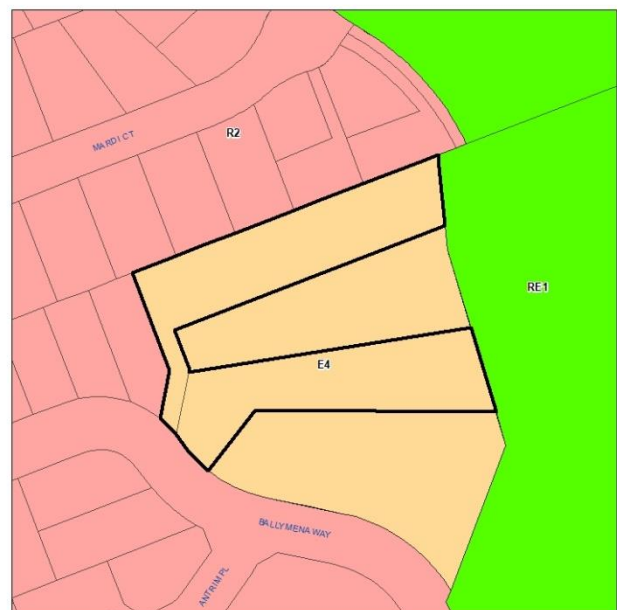 MARDI CT
R2
RE1
E4
BALLYMENA WAY
ANTRIM PL